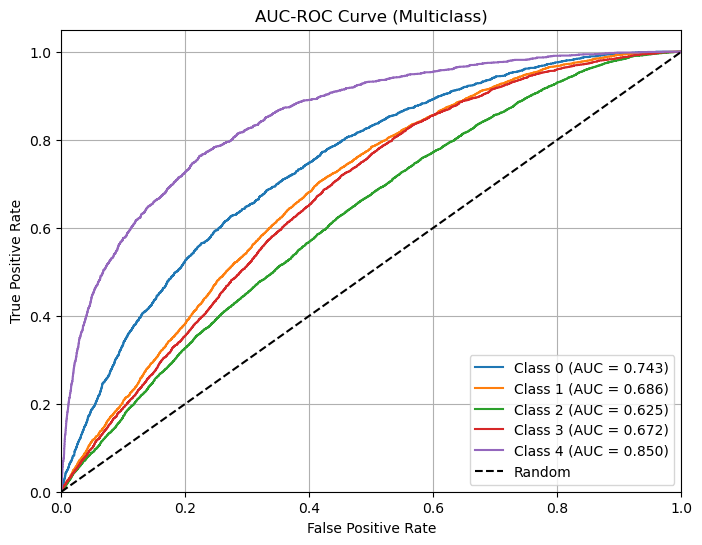 AUC-ROC Curve (Multiclass)
True Positive Rate
1.0
0.8
0.6
0.4
0.2
0.0
Class 0 (AUC = 0.743)
Class 1 (AUC = 0.686)
Class 2 (AUC = 0.625)
Class 3 (AUC = 0.672)
Class 4 (AUC = 0.850)
Random
0.0 0.2 0.4 0.6 0.8 1.0
False Positive Rate